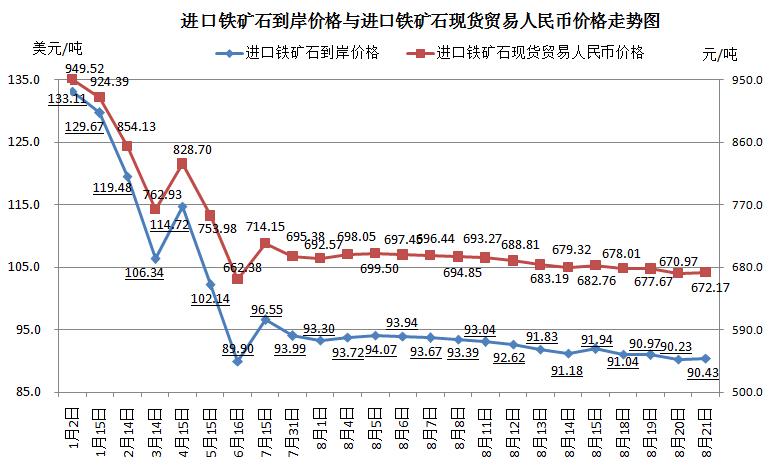 进口铁矿石到岸价格与进口铁矿石现货贸易人民币价格走势图
美元/吨
元/吨
进口铁矿石到岸价格
进口铁矿石现货贸易人民币价格
135.0
125.0
115.0
105.0
95.0
85.0
950.0
860.0
770.0
680.0
590.0
500.0
949.52
924.39
854.13
762.93
828.70
753.98
662.38
714.15
695.38
692.57
698.05
699.50
697.45
696.44
694.85
693.27
688.81
683.19
679.32
682.76
678.01
677.67
670.97
672.17
133.11
129.67
119.48
106.34
114.72
102.14
89.90
96.55
93.99
93.30
93.72
94.07
93.94
93.67
93.39
93.04
92.62
91.83
91.18
91.94
91.04
90.97
90.23
90.43
1月2日
1月15日
2月14日
3月14日
4月15日
5月15日
6月16日
7月15日
7月31日
8月1日
8月4日
8月5日
8月6日
8月7日
8月8日
8月11日
8月12日
8月13日
8月14日
8月15日
8月18日
8月19日
8月20日
8月21日